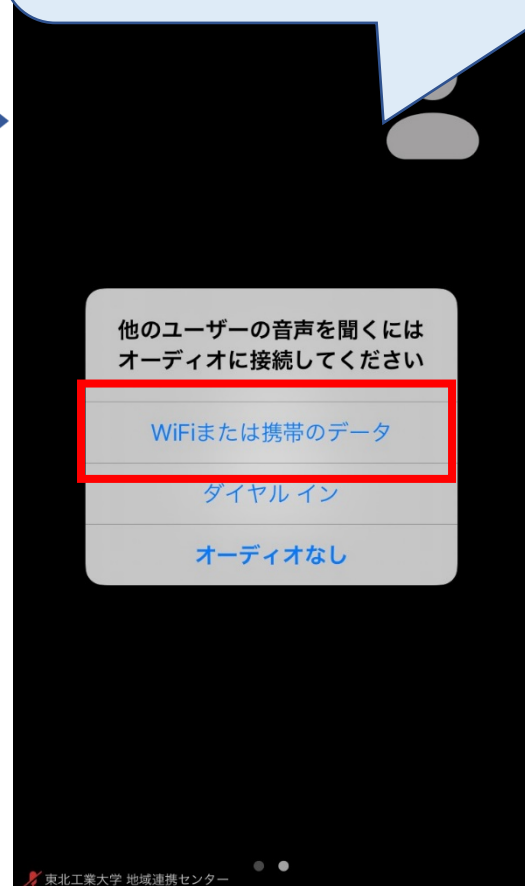 他のユーザーの音声を聞くには
オーディオに接続してください
WiFiまたは携帯のデータ
ダイヤル イン
オーディオなし
東北工業大学 地域連携センター